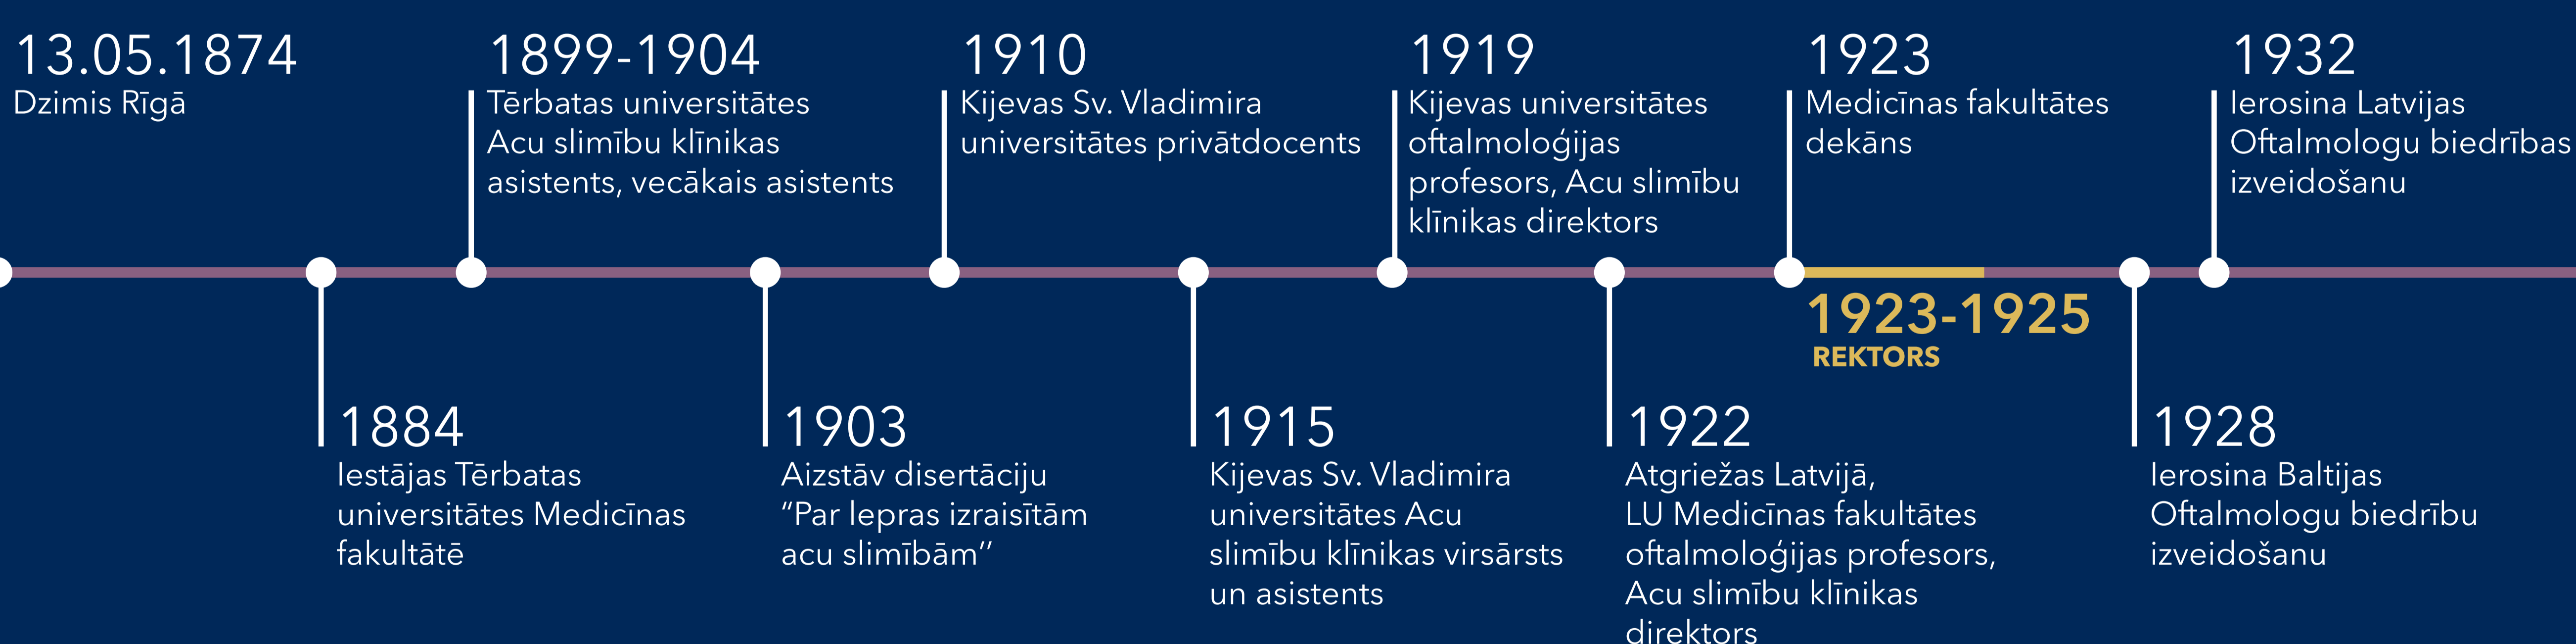 13.05.1874
Dzimis Rīgā
1884
Iestājas Tērbatas
universitātes Medicīnas
fakultātē
1899-1904
Tērbatas universitātes
Acu slimību klīnikas
asistents, vecākais asistents
1903
Aizstāv disertāciju
“Par lepras izraisītām
acu slimībām’’
1910
Kijevas Sv. Vladimira
universitātes privātdocents
1915
Kijevas Sv. Vladimira
universitātes Acu
slimību klīnikas virsārsts
un asistents
1919
Kijevas universitātes
oftalmoloģijas
profesors, Acu slimību
klīnikas direktors
1922
Atgriežas Latvijā,
LU Medicīnas fakultātes
oftalmoloģijas profesors,
Acu slimību klīnikas
direktors
1923
Medicīnas fakultātes
dekāns
1923-1925
REKTORS
1928
Ierosina Baltijas
Oftalmologu biedrību
izveidošanu
1932
Ierosina Latvijas
Oftalmologu biedrības
izveidošanu